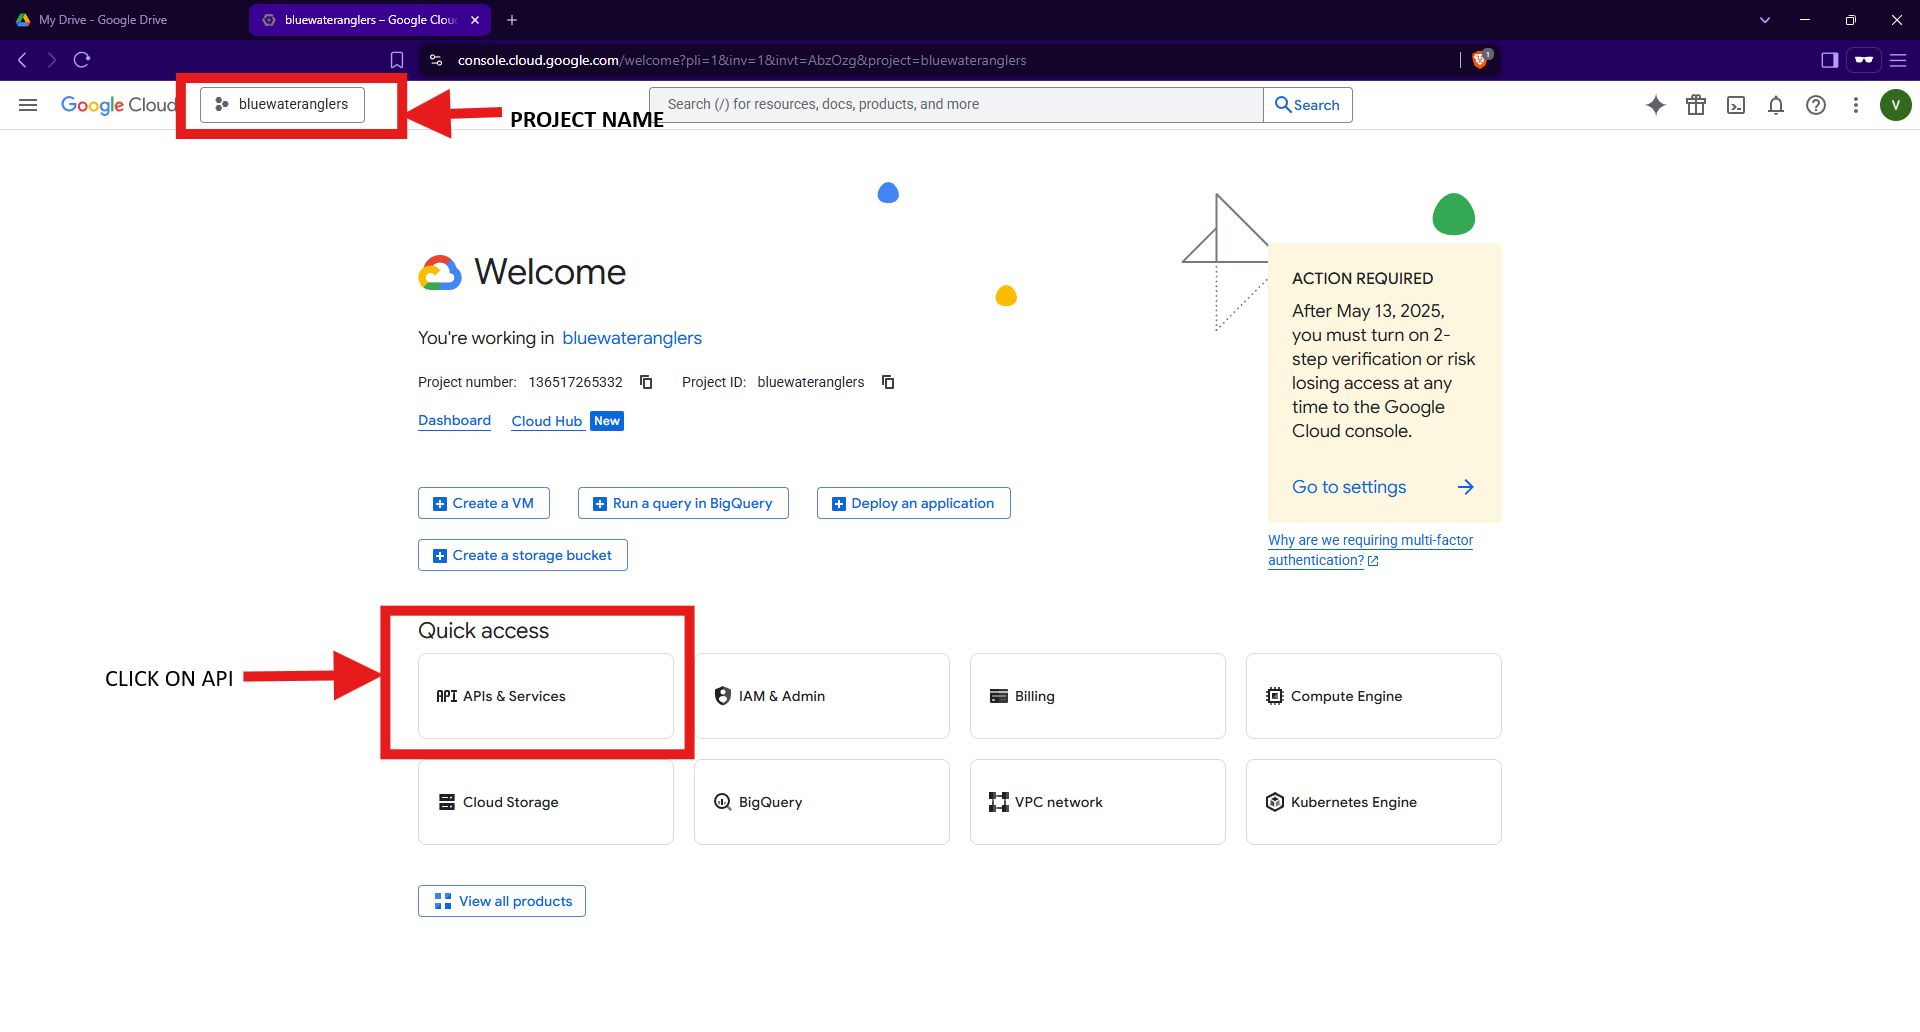 My Drive - Google Drive
bluewateranglers – Google Clou
console.cloud.google.com/welcome?pli=1&inv=1&invt=AbzOzg&project=bluewateranglers
1
Google Cloud
bluewateranglers
PROJECT NAME
Search (/) for resources, docs, products, and more
Search
V
Welcome
You're working in bluewateranglers
Project number: 136517265332 Project ID: bluewateranglers
Dashboard Cloud Hub New
Create a VM
Run a query in BigQuery
Deploy an application
Create a storage bucket
ACTION REQUIRED
After May 13, 2025,
you must turn on 2-
step verification or risk
losing access at any
time to the Google
Cloud console.
Go to settings
Why are we requiring multi-factor
authentication?
Quick access
CLICK ON API
API APIs & Services
IAM & Admin
Billing
Compute Engine
Cloud Storage
BigQuery
VPC network
Kubernetes Engine
View all products